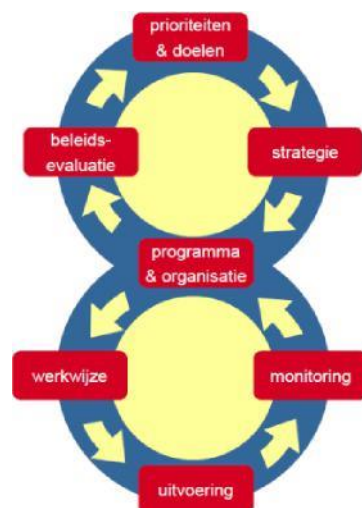 prioriteiten
& doelen
beleids-
evaluatie
strategie
programma
& organisatie
werkwijze
monitoring
uitvoering